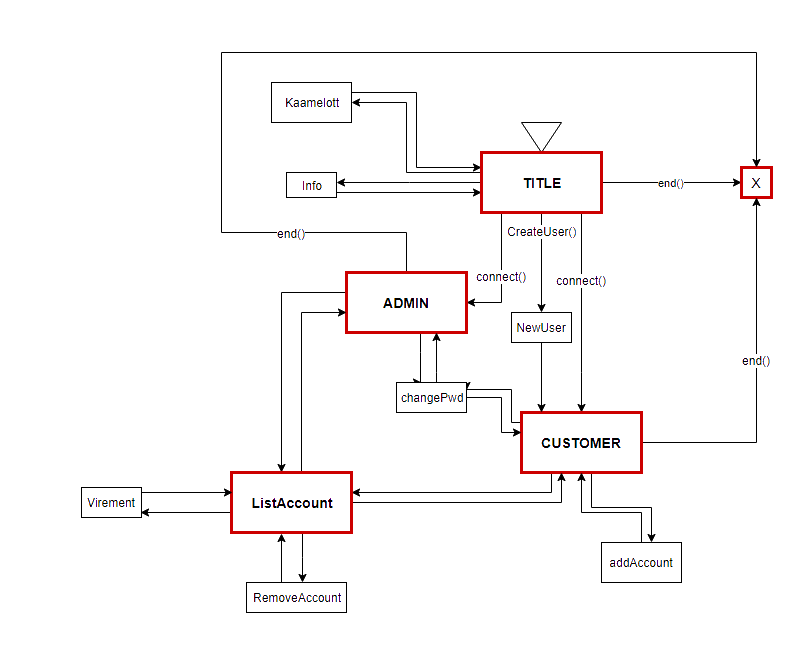 Kaamelott
Info
TITLE
end()
X
CreateUser()
end()
connect()
connect()
ADMIN
NewUser
end()
changePwd
CUSTOMER
Virement
ListAccount
addAccount
RemoveAccount